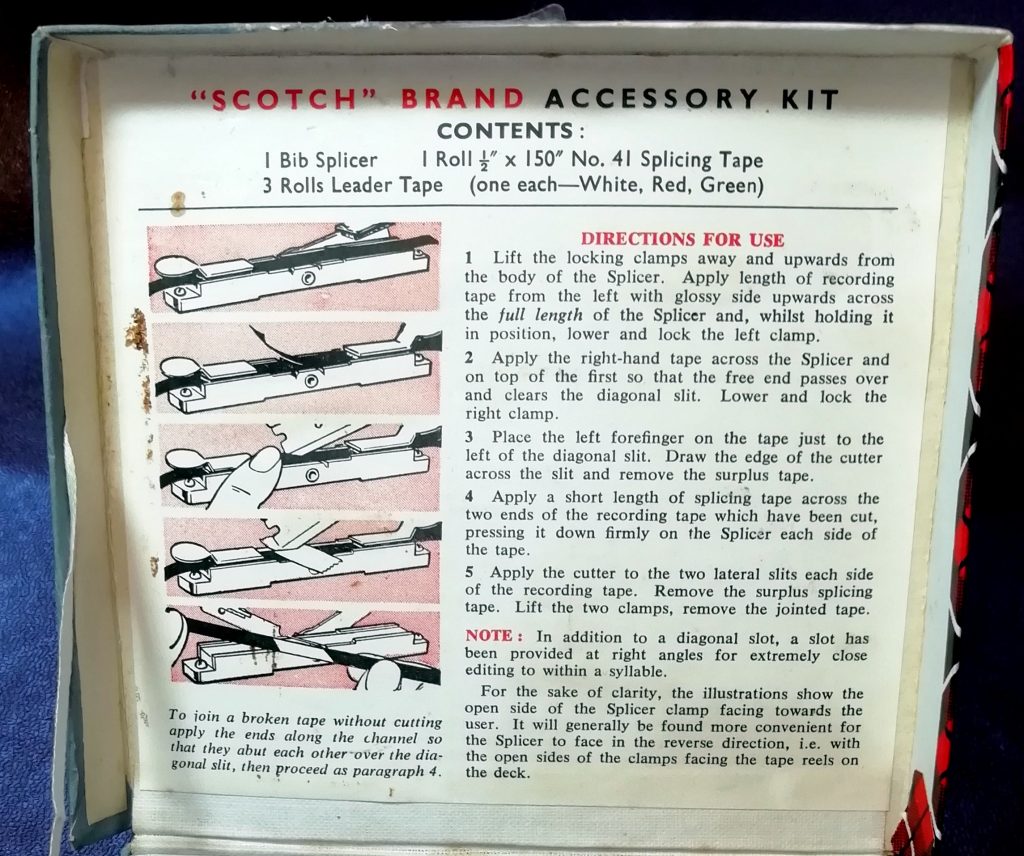 "SCOTCH" BRAND ACCESSORY KIT
CONTENTS:
1 Bib Splicer 1 Roll ½" x 150" No. 41 Splicing Tape
3 Rolls Leader Tape (one each—White, Red, Green)
DIRECTIONS FOR USE
1 Lift the locking clamps away and upwards from
the body of the Splicer. Apply length of recording
tape from the left with glossy side upwards across
the full length of the Splicer and, whilst holding it
in position, lower and lock the left clamp.
2 Apply the right-hand tape across the Splicer and
on top of the first so that the free end passes over
and clears the diagonal slit. Lower and lock the
right clamp.
3 Place the left forefinger on the tape just to the
left of the diagonal slit. Draw the edge of the cutter
across the slit and remove the surplus tape.
4 Apply a short length of splicing tape across the
two ends of the recording tape which have been cut,
pressing it down firmly on the Splicer each side of
the tape.
5 Apply the cutter to the two lateral slits each side
of the recording tape. Remove the surplus splicing
tape. Lift the two clamps, remove the jointed tape.
NOTE: In addition to a diagonal slot, a slot has
been provided at right angles for extremely close
editing to within a syllable.
For the sake of clarity, the illustrations show the
open side of the Splicer clamp facing towards the
user. It will generally be found more convenient for
the Splicer to face in the reverse direction, i.e. with
the open sides of the clamps facing the tape reels on
the deck.
To join a broken tape without cutting
apply the ends along the channel so
that they abut each other over the dia-
gonal slit, then proceed as paragraph 4.